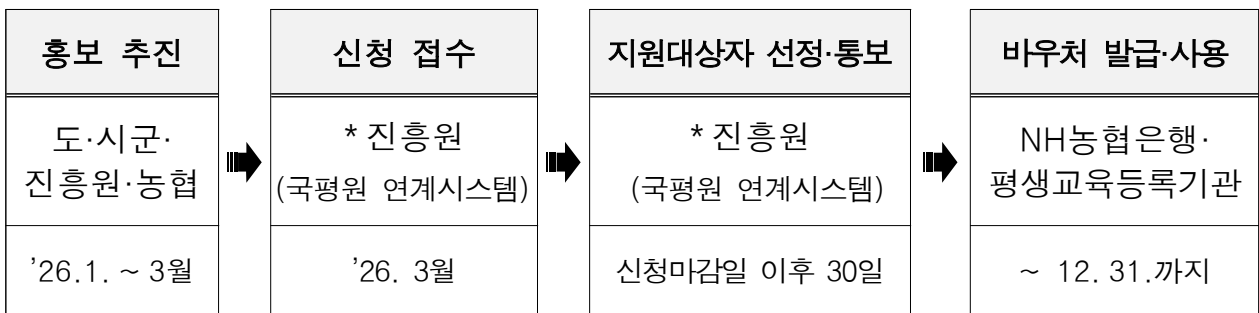 홍보 추진
도·시군·
진흥원·농협
'26.1. ~ 3월
신청 접수
* 진흥원
(국평원 연계시스템)
'26. 3월
지원대상자 선정·통보
* 진흥원
(국평원 연계시스템)
신청마감일 이후 30일
바우처 발급·사용
NH농협은행·
평생교육등록기관
~ 12. 31.까지